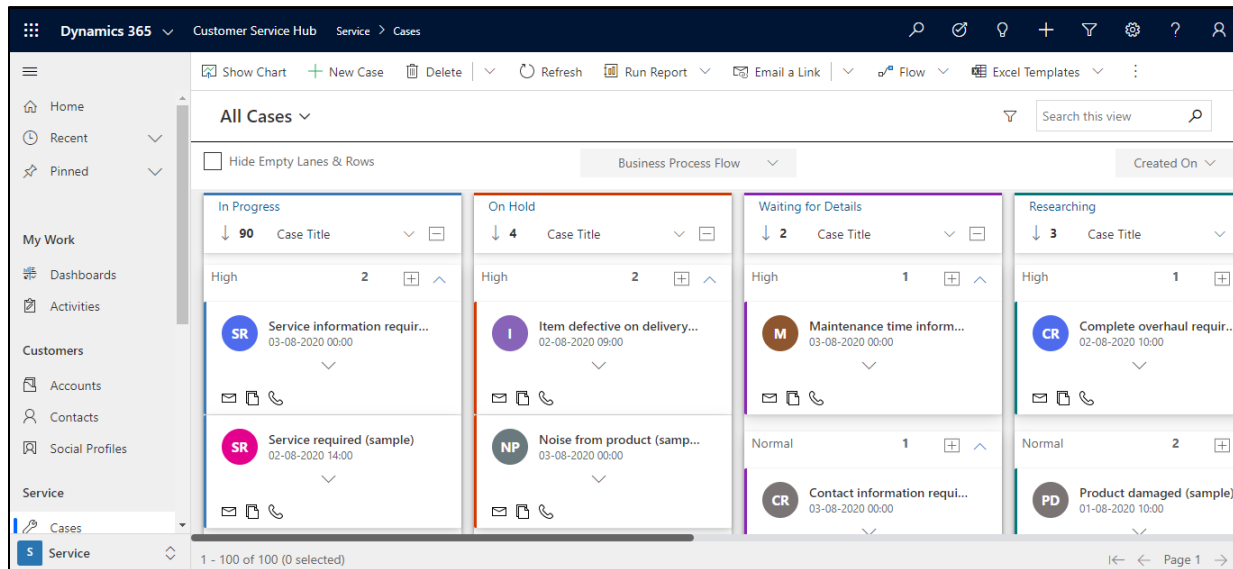 Dynamics 365 Customer Service Hub Service > Cases
Show Chart New Case Delete Refresh Run Report Email a Link Flow Excel Templates
Home
Recent
Pinned
My Work
Dashboards
Activities
Customers
Accounts
Contacts
Social Profiles
Service
Cases
S Service
All Cases
Search this view
Hide Empty Lanes & Rows
Business Process Flow
Created On
In Progress
90 Case Title
High 2
SR
Service information requir...
03-08-2020 00:00
SR
Service required (sample)
02-08-2020 14:00
On Hold
4 Case Title
High 2
I
Item defective on delivery...
02-08-2020 09:00
NP
Noise from product (samp...
03-08-2020 00:00
Waiting for Details
2 Case Title
High 1
M
Maintenance time inform...
03-08-2020 00:00
Normal 1
CR
Contact information requi...
03-08-2020 00:00
Researching
3 Case Title
High 1
CR
Complete overhaul requir...
02-08-2020 10:00
Normal 2
PD
Product damaged (sample)
01-08-2020 10:00
1 - 100 of 100 (0 selected)
Page 1